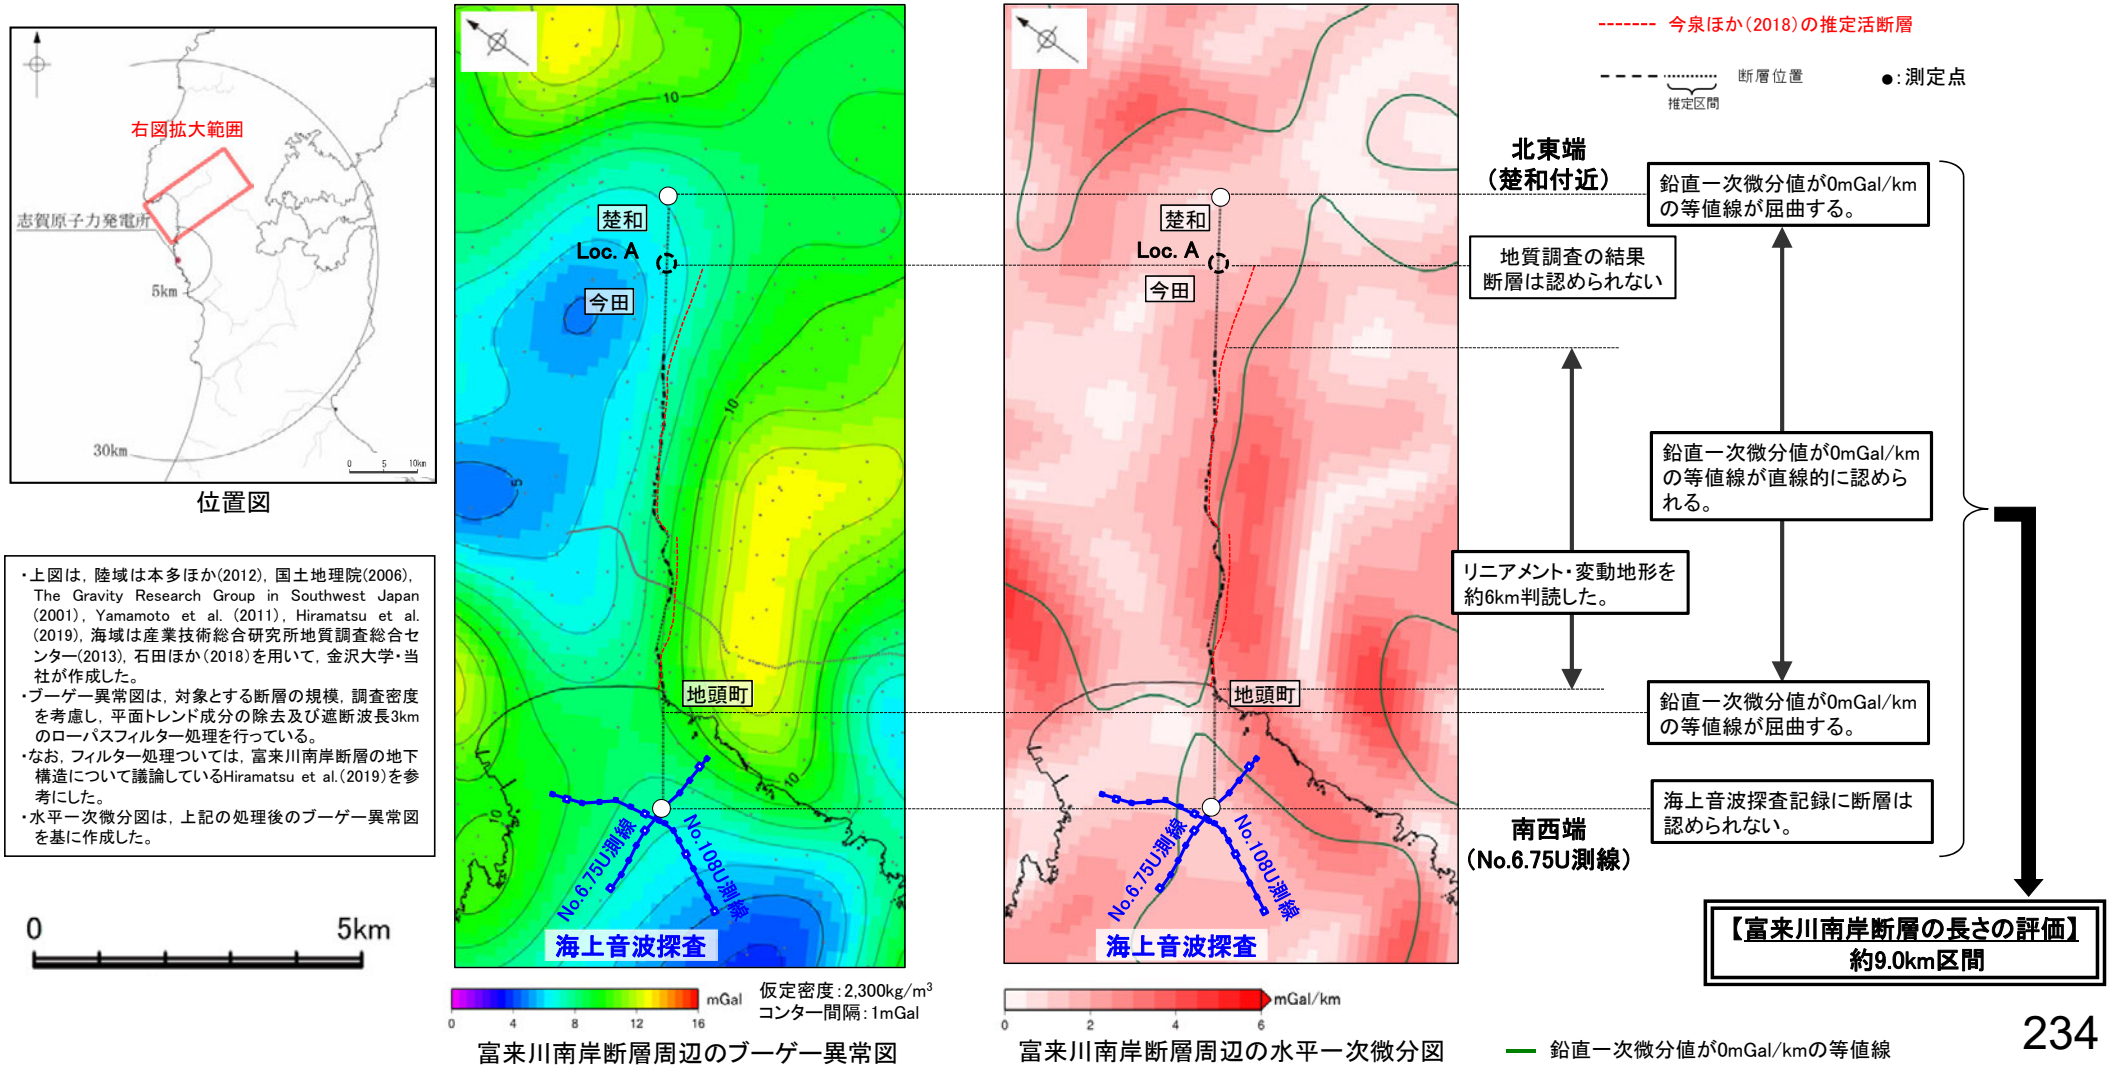 右図拡大範囲
志賀原子力発電所
5km
30km
0 5 10km
位置図
・上図は，陸域は本多ほか(2012)，国土地理院(2006)，
The Gravity Research Group in Southwest Japan
(2001)，Yamamoto et al. (2011)，Hiramatsu et al.
(2019)，海域は産業技術総合研究所地質調査総合セ
ンター(2013)，石田ほか(2018)を用いて，金沢大学・当
社が作成した。
・ブーゲー異常図は，対象とする断層の規模，調査密度
を考慮し，平面トレンド成分の除去及び遮断波長3km
のローパスフィルター処理を行っている。
・なお，フィルター処理ついては，富来川南岸断層の地下
構造について議論しているHiramatsu et al.(2019)を参
考にした。
・水平一次微分図は，上記の処理後のブーゲー異常図
を基に作成した。
0 5km
10
楚和
Loc. A
今田
10
5
地頭町
10
10
No.6.75U測線
No.108U測線
海上音波探査
mGal
0 4 8 12 16
仮定密度：2,300kg/m³
コンター間隔：1mGal
富来川南岸断層周辺のブーゲー異常図
楚和
Loc. A
今田
地頭町
No.6.75U測線
No.108U測線
海上音波探査
mGal/km
0 2 4 6
富来川南岸断層周辺の水平一次微分図
今泉ほか(2018)の推定活断層
断層位置
推定区間
●：測定点
北東端
(楚和付近)
鉛直一次微分値が0mGal/km
の等値線が屈曲する。
地質調査の結果
断層は認められない
鉛直一次微分値が0mGal/km
の等値線が直線的に認めら
れる。
リニアメント・変動地形を
約6km判読した。
鉛直一次微分値が0mGal/km
の等値線が屈曲する。
海上音波探査記録に断層は
認められない。
南西端
(No.6.75U測線)
【富来川南岸断層の長さの評価】
約9.0km区間
鉛直一次微分値が0mGal/kmの等値線
234